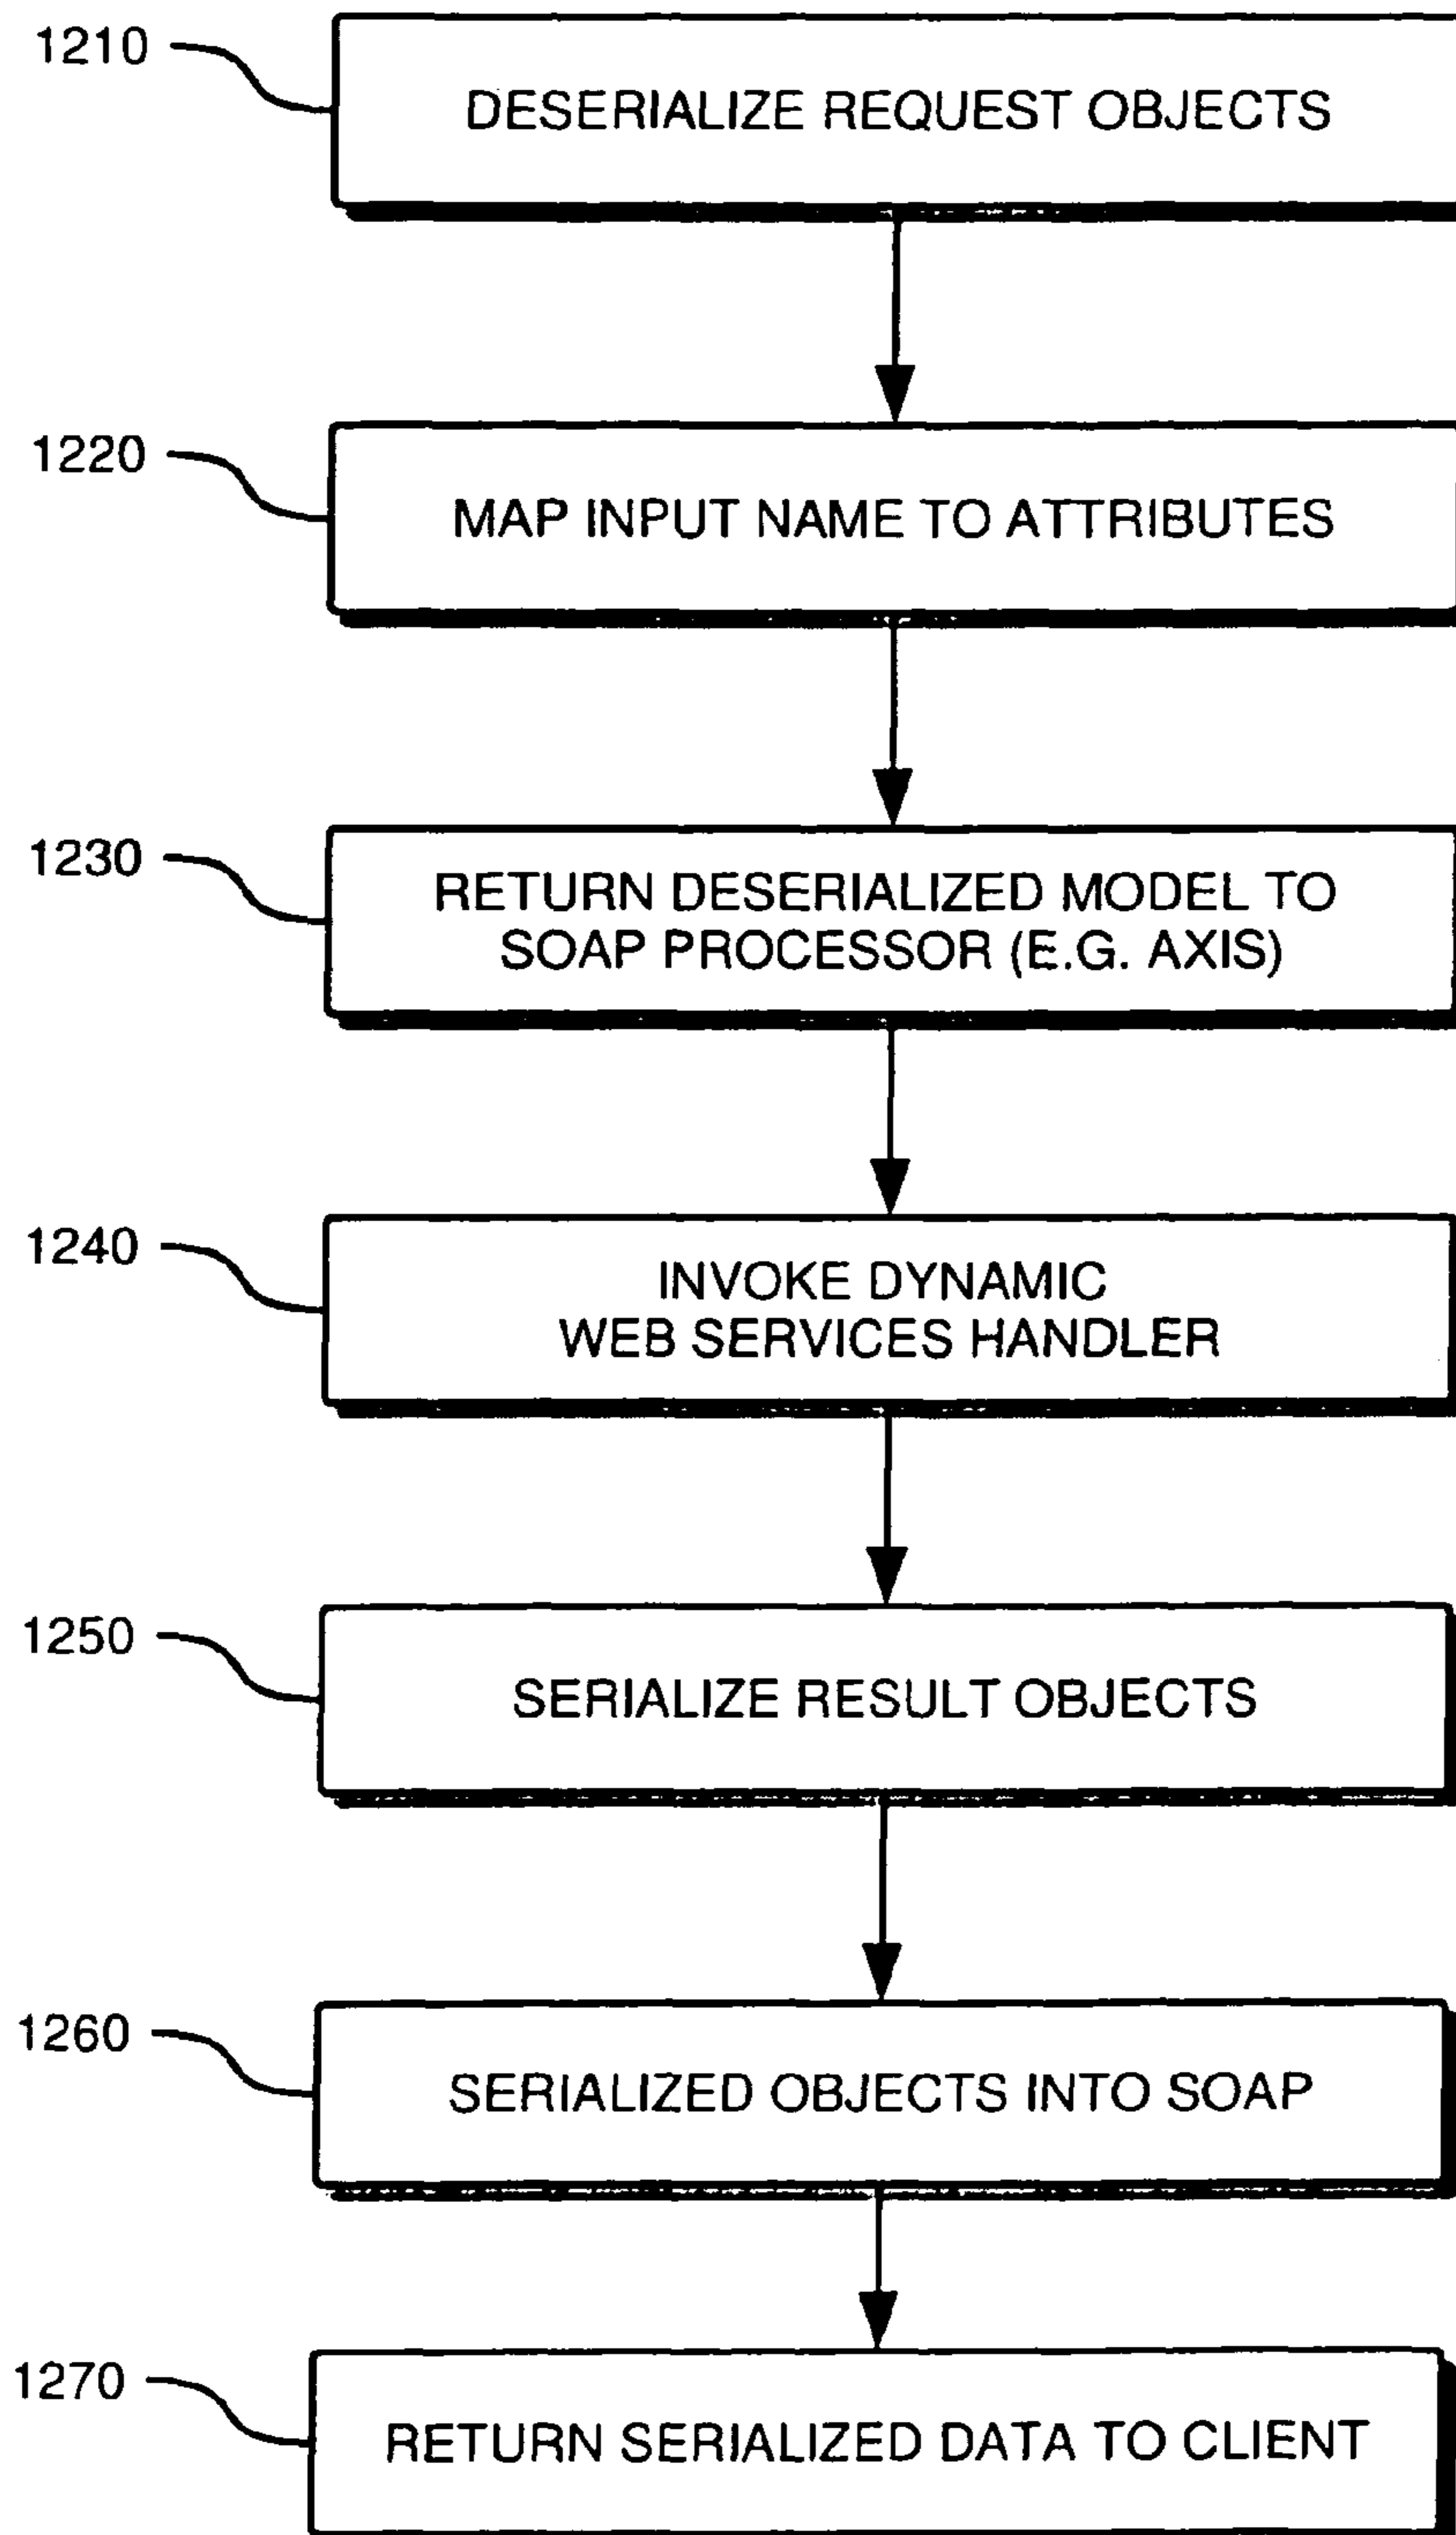 1210
DESERIALIZE REQUEST OBJECTS
1220
MAP INPUT NAME TO ATTRIBUTES
1230
RETURN DESERIALIZED MODEL TO
SOAP PROCESSOR (E.G. AXIS)
1240
INVOKE DYNAMIC
WEB SERVICES HANDLER
1250
SERIALIZE RESULT OBJECTS
1260
SERIALIZED OBJECTS INTO SOAP
1270
RETURN SERIALIZED DATA TO CLIENT